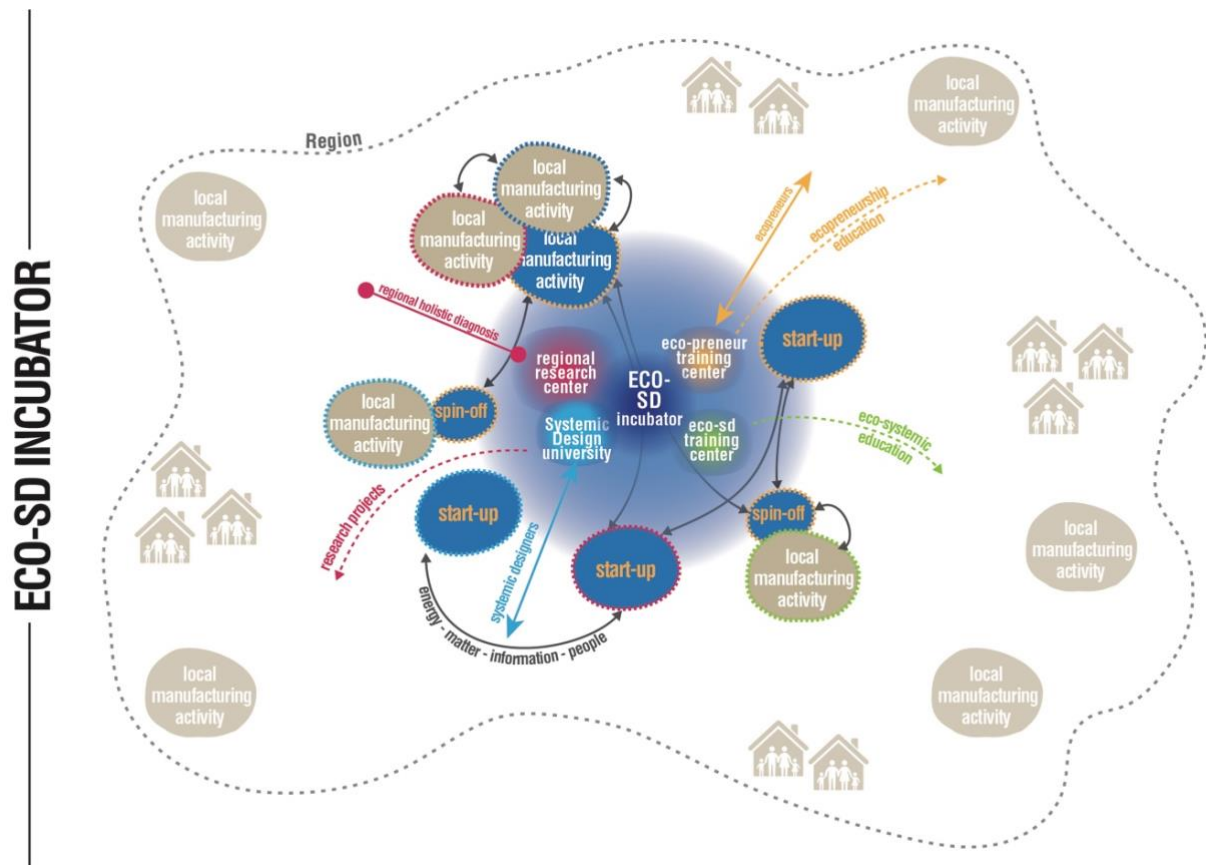 ECO-SD INCUBATOR
Region
local
manufacturing
activity
local
manufacturing
activity
local
manufacturing
activity
local
manufacturing
activity
local
manufacturing
activity
ecopreneurs
ecopreneurship
education
regional holistic diagnosis
regional
research
center
eco-preneur
training
center
ECO-
SD
incubator
start-up
local
manufacturing
activity
spin-off
Systemic
Design
university
eco-sd
training
center
eco-systemic
education
research projects
start-up
systemic designers
start-up
spin-off
local
manufacturing
activity
local
manufacturing
activity
energy - matter - information - people
local
manufacturing
activity
local
manufacturing
activity